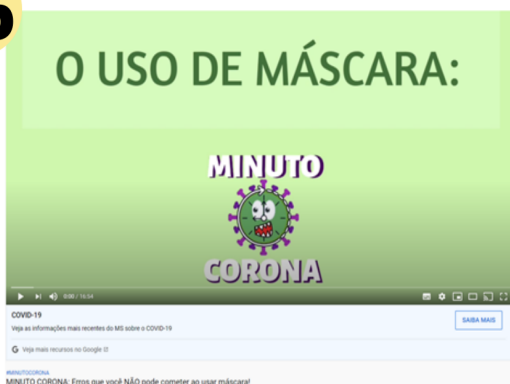 O USO DE MÁSCARA:
MINUTO
CORONA
0:00 / 16:54
COVID-19
Veja as informações mais recentes do MS sobre o COVID-19
SAIBA MAIS
G Veja mais recursos no Google
#MINUTOCORONA
MINUTO CORONA: Erros que você NÃO pode cometer ao usar máscara!